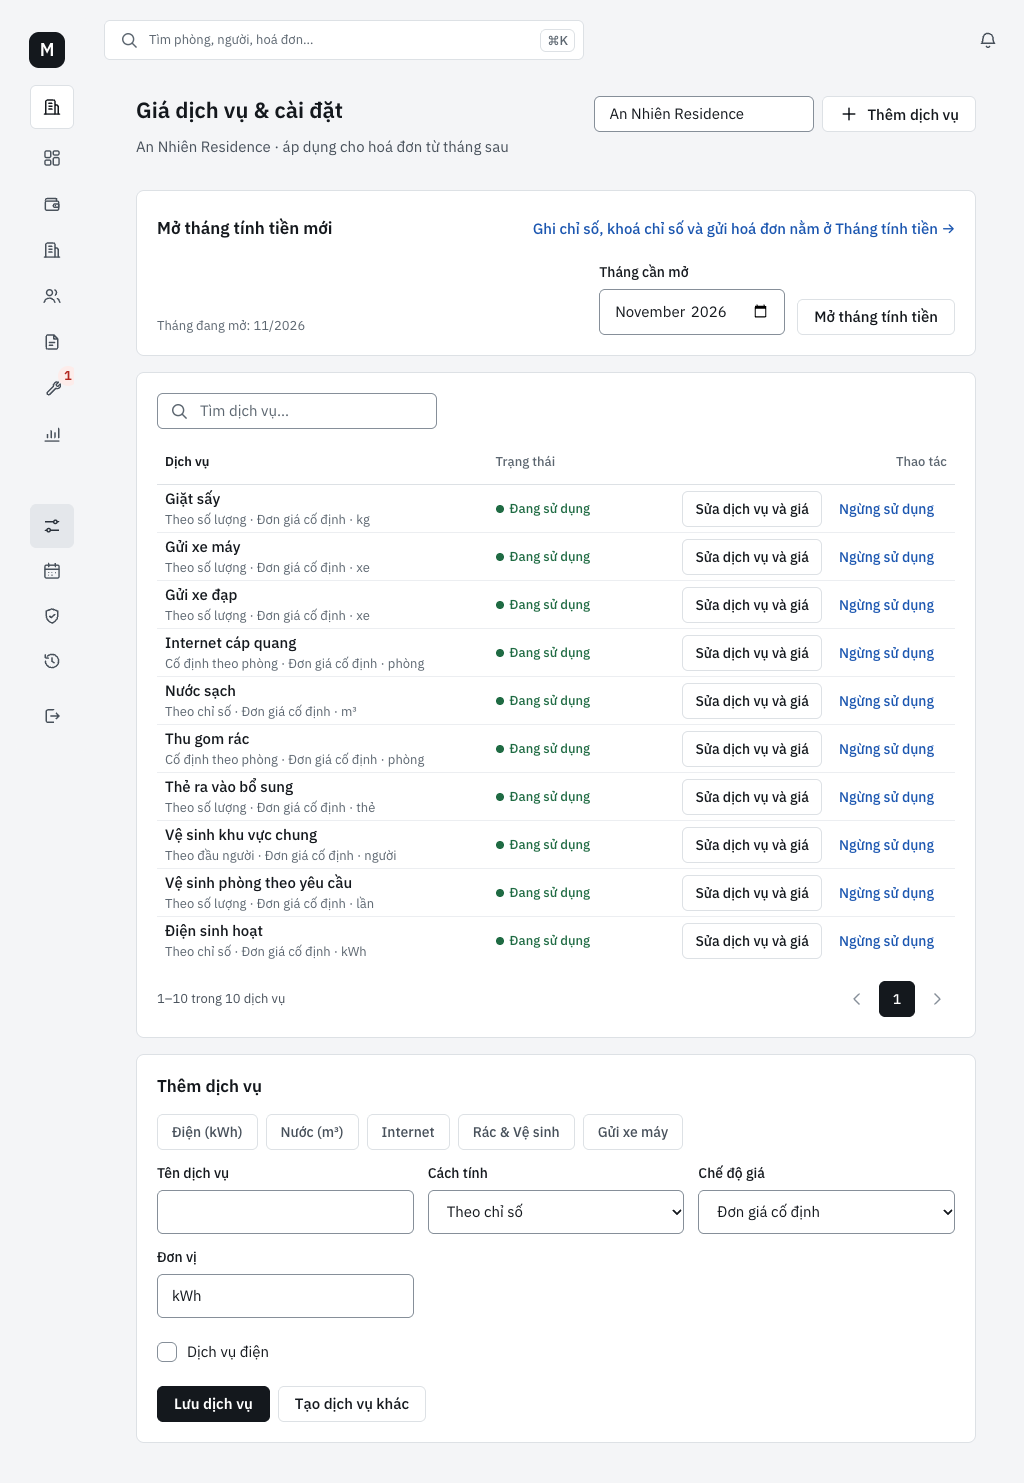 M
Tìm phòng, người, hoá đơn...
⌘K
Giá dịch vụ & cài đặt
An Nhiên Residence
Thêm dịch vụ
An Nhiên Residence · áp dụng cho hoá đơn từ tháng sau
Mở tháng tính tiền mới
Ghi chỉ số, khoá chỉ số và gửi hoá đơn nằm ở Tháng tính tiền →
Tháng cần mở
November 2026
Mở tháng tính tiền
Tháng đang mở: 11/2026
1
Tìm dịch vụ...
Dịch vụ
Trạng thái
Thao tác
Giặt sấy
Theo số lượng · Đơn giá cố định · kg
Đang sử dụng
Sửa dịch vụ và giá
Ngừng sử dụng
Gửi xe máy
Theo số lượng · Đơn giá cố định · xe
Đang sử dụng
Sửa dịch vụ và giá
Ngừng sử dụng
Gửi xe đạp
Theo số lượng · Đơn giá cố định · xe
Đang sử dụng
Sửa dịch vụ và giá
Ngừng sử dụng
Internet cáp quang
Cố định theo phòng · Đơn giá cố định · phòng
Đang sử dụng
Sửa dịch vụ và giá
Ngừng sử dụng
Nước sạch
Theo chỉ số · Đơn giá cố định · m³
Đang sử dụng
Sửa dịch vụ và giá
Ngừng sử dụng
Thu gom rác
Cố định theo phòng · Đơn giá cố định · phòng
Đang sử dụng
Sửa dịch vụ và giá
Ngừng sử dụng
Thẻ ra vào bổ sung
Theo số lượng · Đơn giá cố định · thẻ
Đang sử dụng
Sửa dịch vụ và giá
Ngừng sử dụng
Vệ sinh khu vực chung
Theo đầu người · Đơn giá cố định · người
Đang sử dụng
Sửa dịch vụ và giá
Ngừng sử dụng
Vệ sinh phòng theo yêu cầu
Theo số lượng · Đơn giá cố định · lần
Đang sử dụng
Sửa dịch vụ và giá
Ngừng sử dụng
Điện sinh hoạt
Theo chỉ số · Đơn giá cố định · kWh
Đang sử dụng
Sửa dịch vụ và giá
Ngừng sử dụng
1–10 trong 10 dịch vụ
1
Thêm dịch vụ
Điện (kWh)
Nước (m³)
Internet
Rác & Vệ sinh
Gửi xe máy
Tên dịch vụ
Cách tính
Chế độ giá
Theo chỉ số
Đơn giá cố định
Đơn vị
kWh
Dịch vụ điện
Lưu dịch vụ
Tạo dịch vụ khác